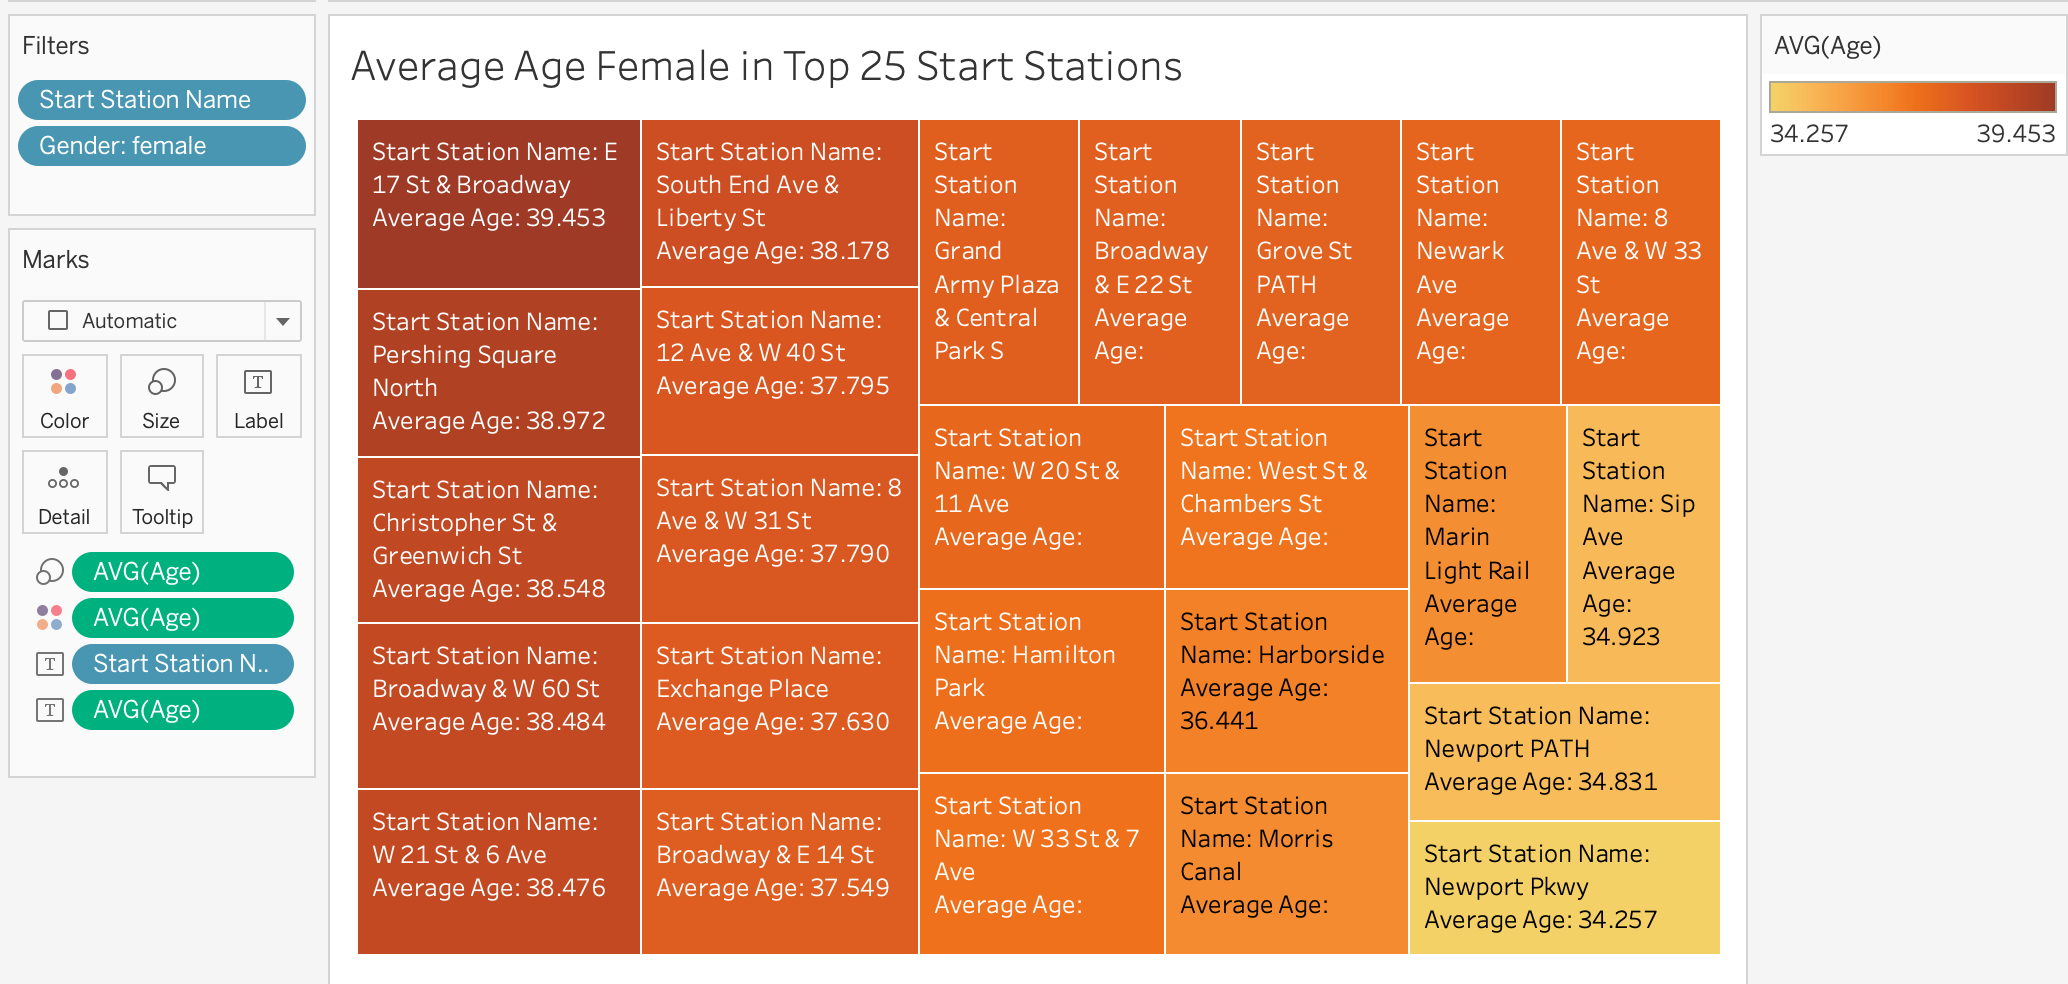 Filters
Start Station Name
Gender: female
Marks
Automatic
Color
Size
Label
Detail
Tooltip
AVG(Age)
AVG(Age)
Start Station N..
AVG(Age)
Average Age Female in Top 25 Start Stations
Start Station Name: E
17 St & Broadway
Average Age: 39.453
Start Station Name:
Pershing Square
North
Average Age: 38.972
Start Station Name:
Christopher St &
Greenwich St
Average Age: 38.548
Start Station Name:
Broadway & W 60 St
Average Age: 38.484
Start Station Name:
W 21 St & 6 Ave
Average Age: 38.476
Start Station Name:
South End Ave &
Liberty St
Average Age: 38.178
Start Station Name:
12 Ave & W 40 St
Average Age: 37.795
Start Station Name: 8
Ave & W 31 St
Average Age: 37.790
Start Station Name:
Exchange Place
Average Age: 37.630
Start Station Name:
Broadway & E 14 St
Average Age: 37.549
Start
Station
Name:
Grand
Army Plaza
& Central
Park S
Start
Station
Name:
Broadway
& E 22 St
Average
Age:
Start
Station
Name:
Grove St
PATH
Average
Age:
Start
Station
Name:
Newark
Ave
Average
Age:
Start
Station
Name: 8
Ave & W 33
St
Average
Age:
Start Station
Name: W 20 St &
11 Ave
Average Age:
Start Station
Name: Hamilton
Park
Average Age:
Start Station
Name: W 33 St & 7
Ave
Average Age:
Start Station
Name: West St &
Chambers St
Average Age:
Start Station
Name: Harborside
Average Age:
36.441
Start Station
Name: Morris
Canal
Average Age:
Start
Station
Name:
Marin
Light Rail
Average
Age:
Start
Station
Name: Sip
Ave
Average
Age:
34.923
Start Station Name:
Newport PATH
Average Age: 34.831
Start Station Name:
Newport Pkwy
Average Age: 34.257
AVG(Age)
34.257
39.453